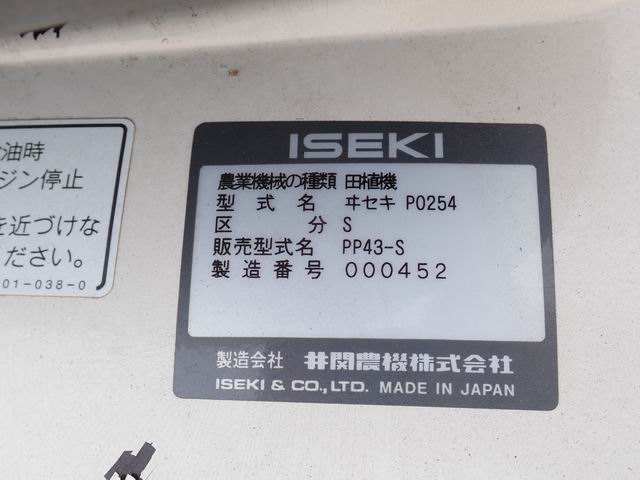 油時
ジン停止
を近づけな
ださい。
01-038-0
ISEKI
農業機械の種類 田植機
型式名 ヰセキ P0254
区分 S
販売型式名 PP43-S
製造番号 000452
製造会社 井関農機株式会社
ISEKI & CO.,LTD. MADE IN JAPAN